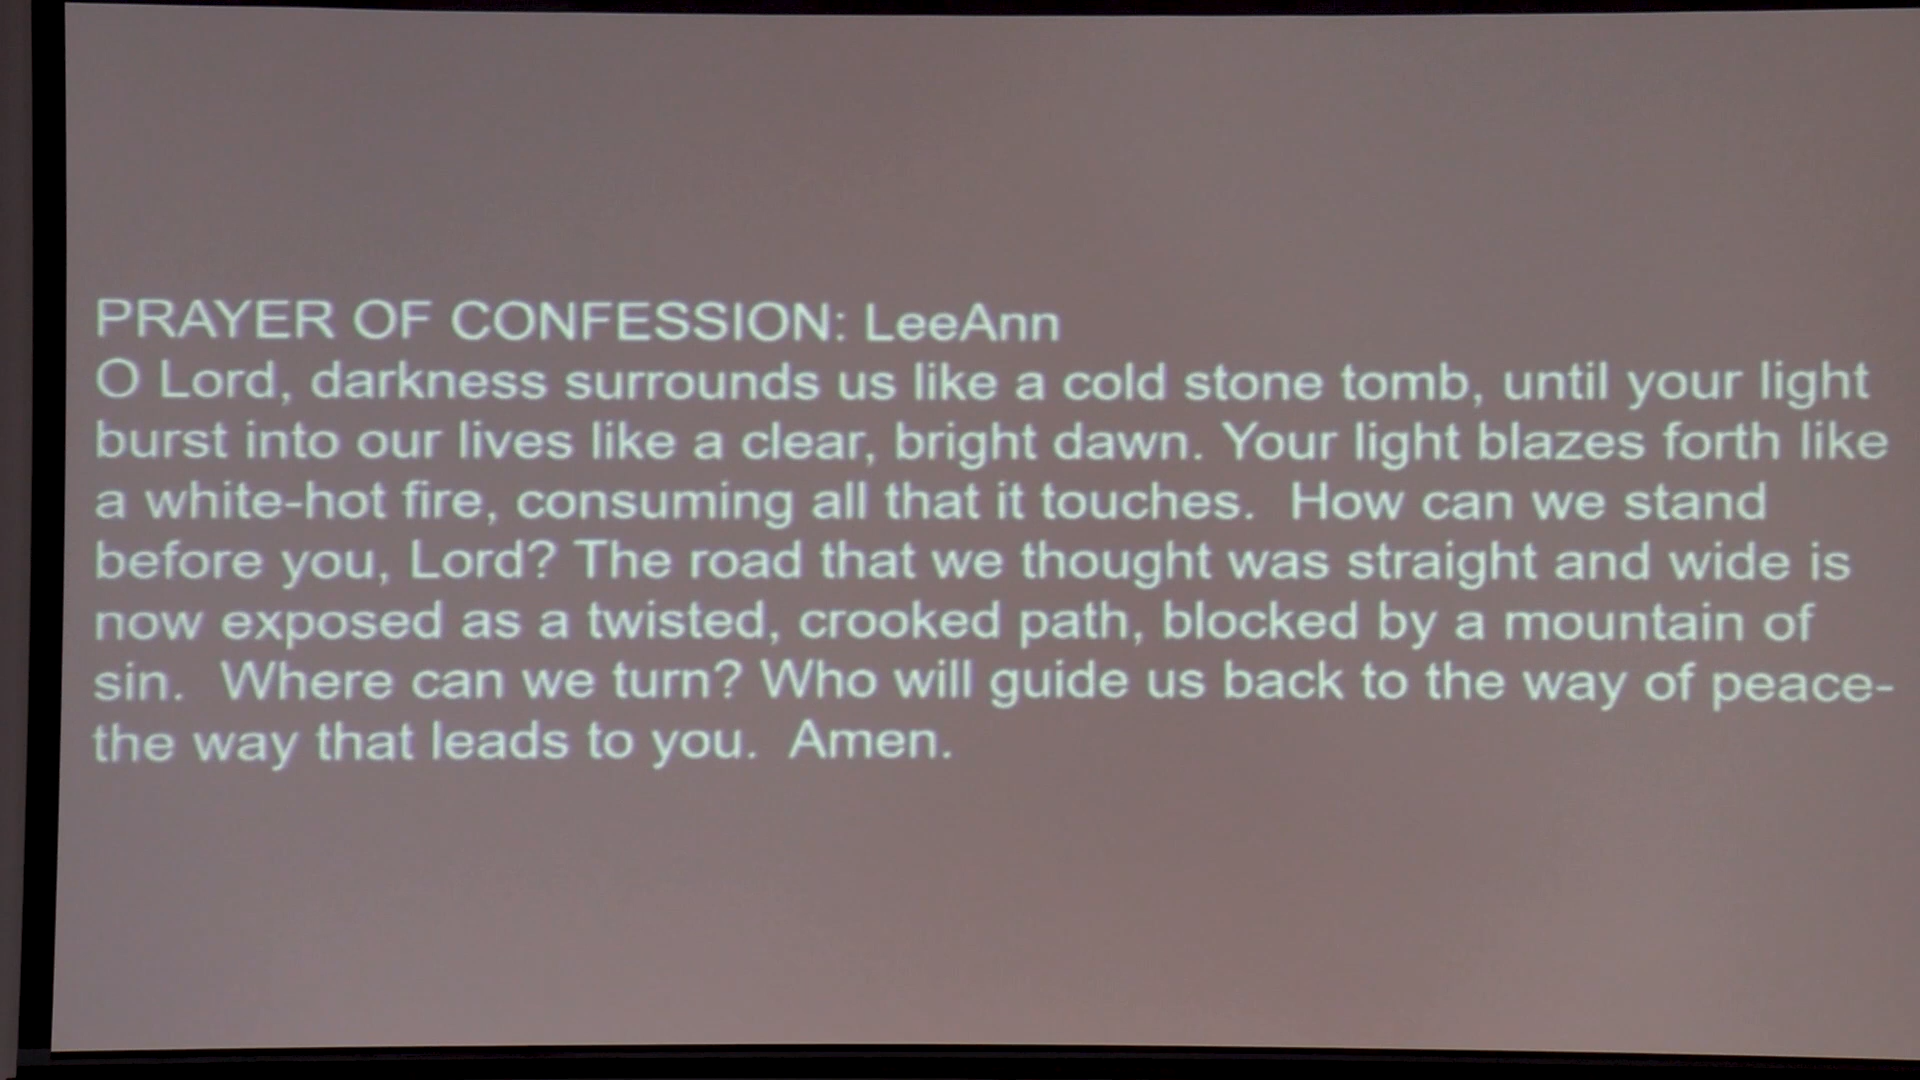 PRAYER OF CONFESSION: LeeAnn
O Lord, darkness surrounds us like a cold stone tomb, until your light
burst into our lives like a clear, bright dawn. Your light blazes forth like
a white-hot fire, consuming all that it touches.  How can we stand
before you, Lord? The road that we thought was straight and wide is
now exposed as a twisted, crooked path, blocked by a mountain of
sin.  Where can we turn? Who will guide us back to the way of peace-
the way that leads to you.  Amen.